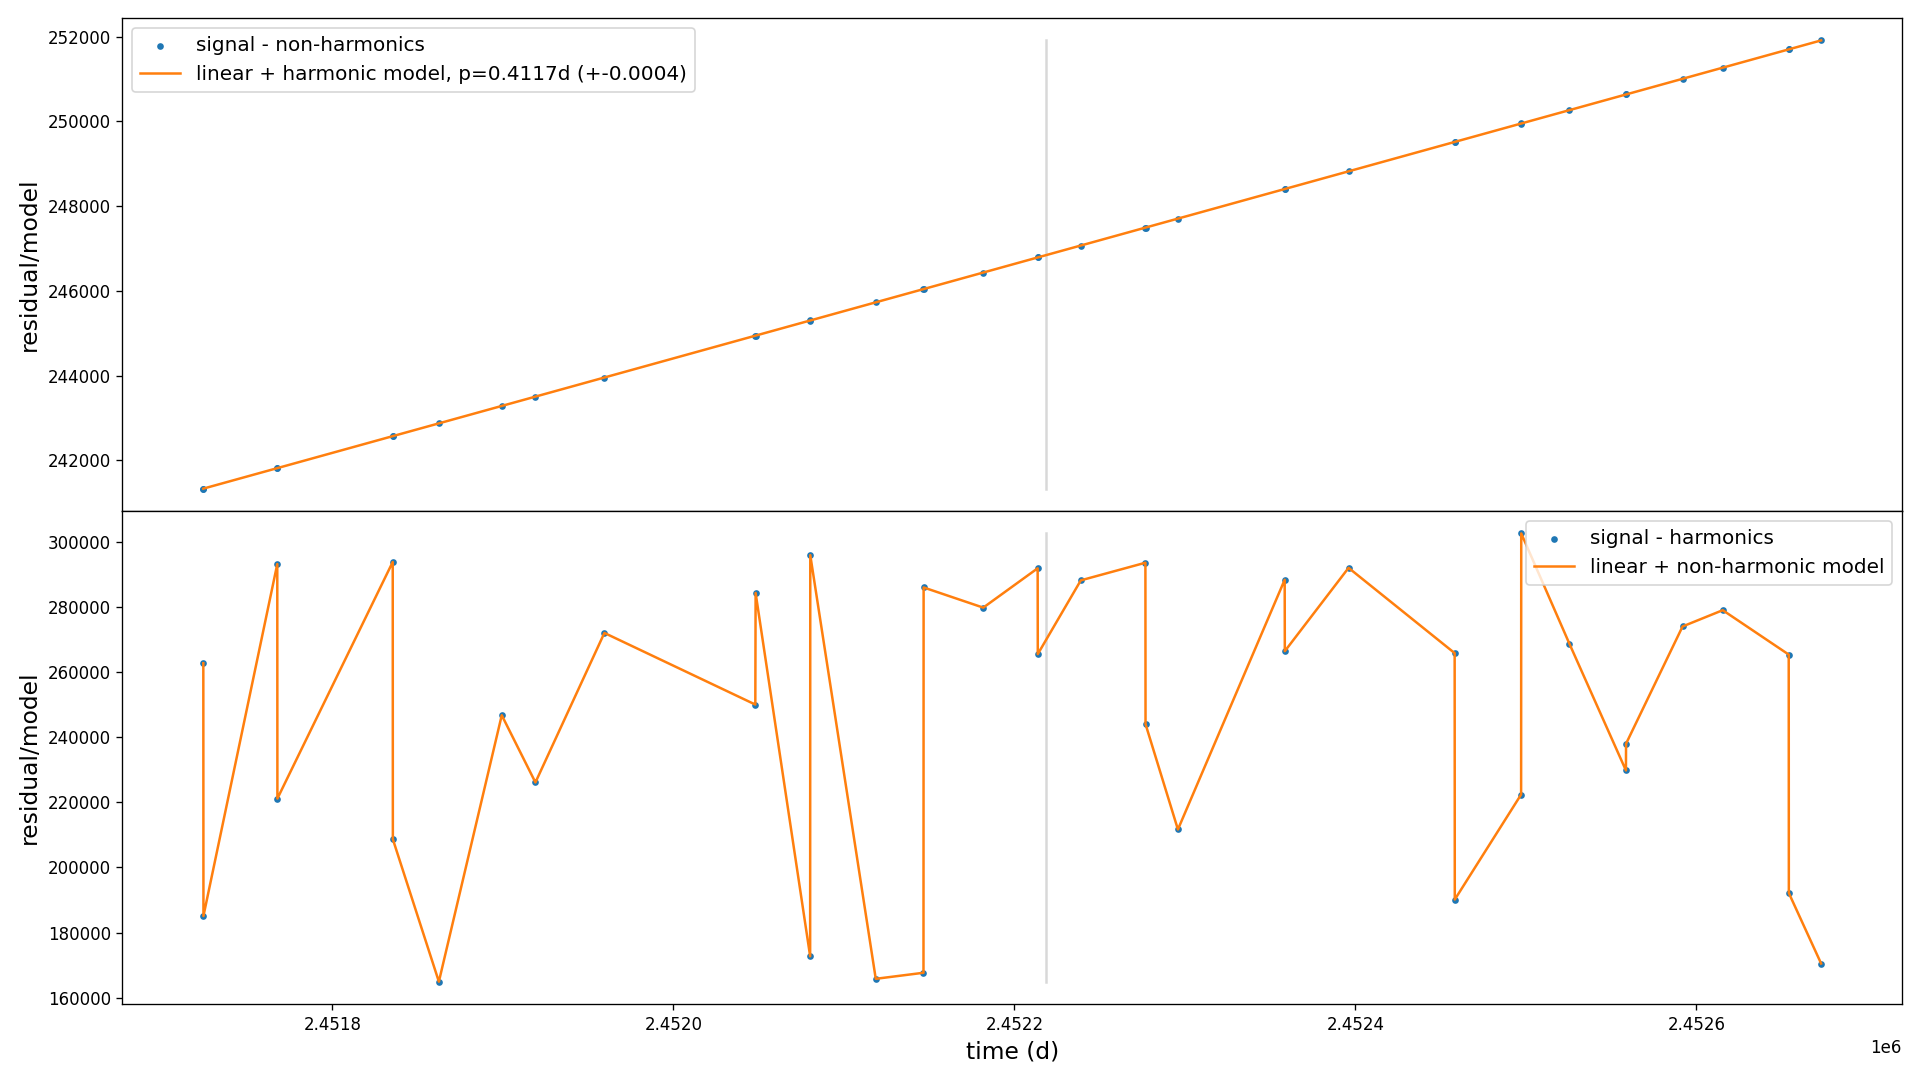 252000
250000
248000
246000
244000
242000
residual/model
signal - non-harmonics
linear + harmonic model, p=0.4117d (+-0.0004)
300000
280000
260000
240000
220000
200000
180000
160000
residual/model
signal - harmonics
linear + non-harmonic model
2.4518
2.4520
2.4522
2.4524
2.4526
1e6
time (d)